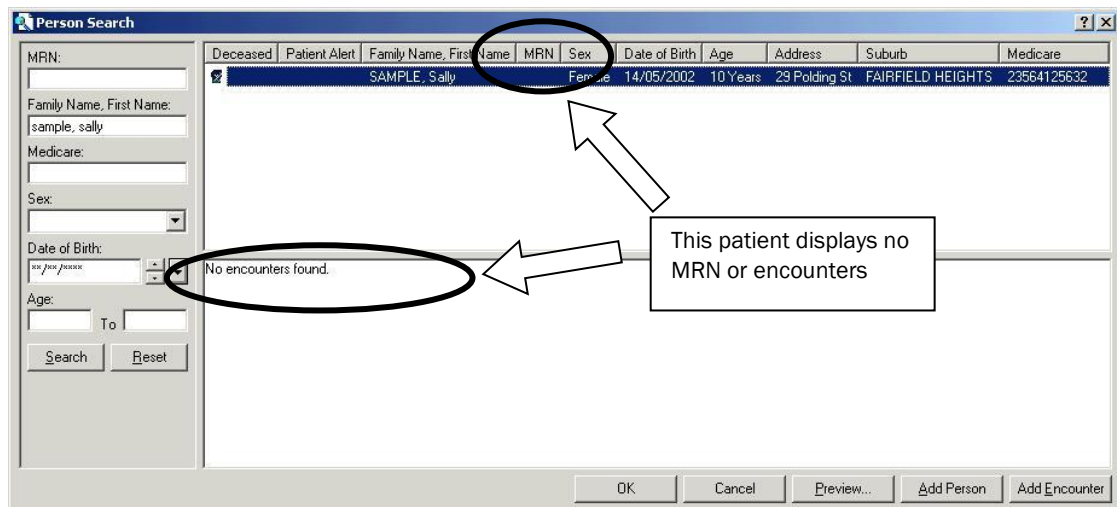 Person Search
MRN:
Family Name, First Name:
sample, sally
Medicare:
Sex:
Date of Birth:
**/**/****
Age:
To
Search Reset
Deceased Patient Alert Family Name, First Name MRN Sex Date of Birth Age Address Suburb Medicare
SAMPLE, Sally Female 14/05/2002 10 Years 29 Polding St FAIRFIELD HEIGHTS 23564125632
This patient displays no
MRN or encounters
No encounters found.
OK Cancel Preview... Add Person Add Encounter